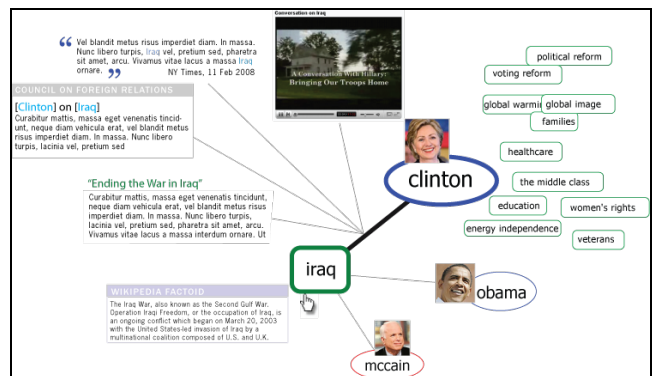 Conversation on Iraq
“ Vel blandit metus risus imperdiet diam. In massa.
Nunc libero turpis, Iraq vel, pretium sed, pharetra
sit amet, arcu. Vivamus vitae lacus a massa iaculis
ornare. ”
NY Times, 11 Feb 2008
A Conversation With Hillary:
Bringing Our Troops Home
COUNCIL ON FOREIGN RELATIONS
[Clinton] on [Iraq]
Curabitur mattis, massa eget venenatis tincid-
unt, neque diam vehicula erat, vel blandit metus
risus imperdiet diam. In massa. Nunc libero
turpis, lacinia vel, pretium sed
“Ending the War in Iraq”
Curabitur mattis, massa eget venenatis tincidunt,
neque diam vehicula erat, vel blandit metus risus
imperdiet diam. In massa. Nunc libero turpis,
lacinia vel, pretium sed, pharetra sit amet, arcu.
Vivamus vitae lacus a massa interdum ornare. Ut
WIKIPEDIA FACTOID
The Iraq War, also known as the Second Gulf War.
Operation Iraqi Freedom, or the occupation of Iraq, is
an ongoing conflict which began on March 20, 2003
with the United States-led invasion of Iraq by a
multinational coalition composed of U.S. and U.K.
clinton
iraq
obama
mccain
political reform
voting reform
global warmin
global image
families
healthcare
the middle class
education
women's rights
energy independence
veterans